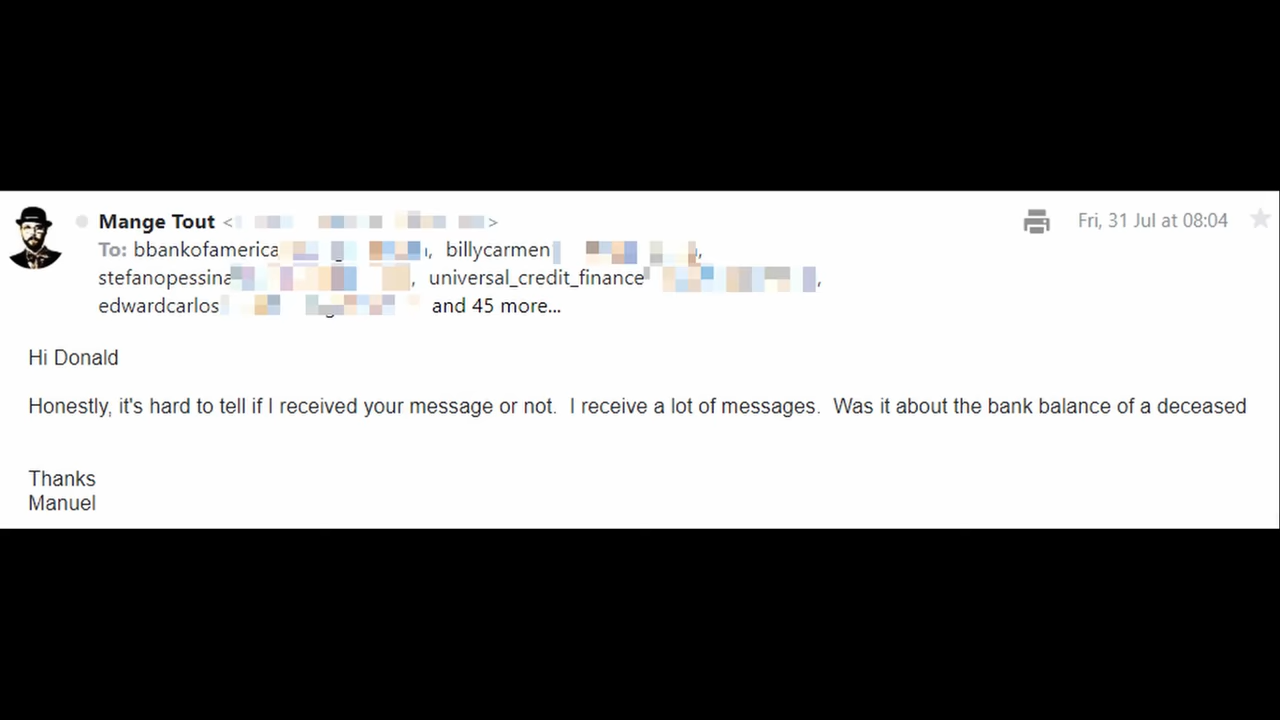 Mange Tout <
>
Fri, 31 Jul at 08:04
To: bbankofamerica , billycarmen ,
stefanopessina , universal_credit_finance ,
edwardcarlos and 45 more...
Hi Donald
Honestly, it's hard to tell if I received your message or not.  I receive a lot of messages.  Was it about the bank balance of a deceased
Thanks
Manuel